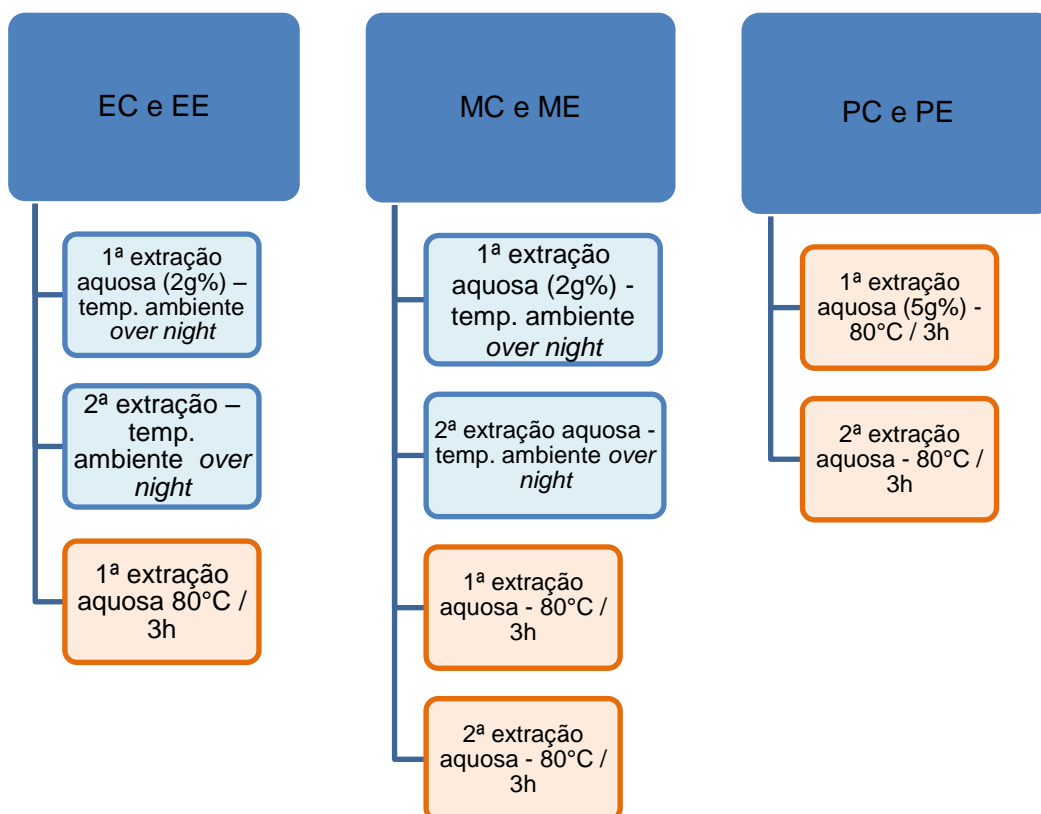 EC e EE
1ª extração
aquosa (2g%) –
temp. ambiente
over night
2ª extração –
temp.
ambiente over
night
1ª extração
aquosa 80°C /
3h
MC e ME
1ª extração
aquosa (2g%) -
temp. ambiente
over night
2ª extração aquosa -
temp. ambiente over
night
1ª extração
aquosa - 80°C /
3h
2ª extração
aquosa - 80°C /
3h
PC e PE
1ª extração
aquosa (5g%) -
80°C / 3h
2ª extração
aquosa - 80°C /
3h